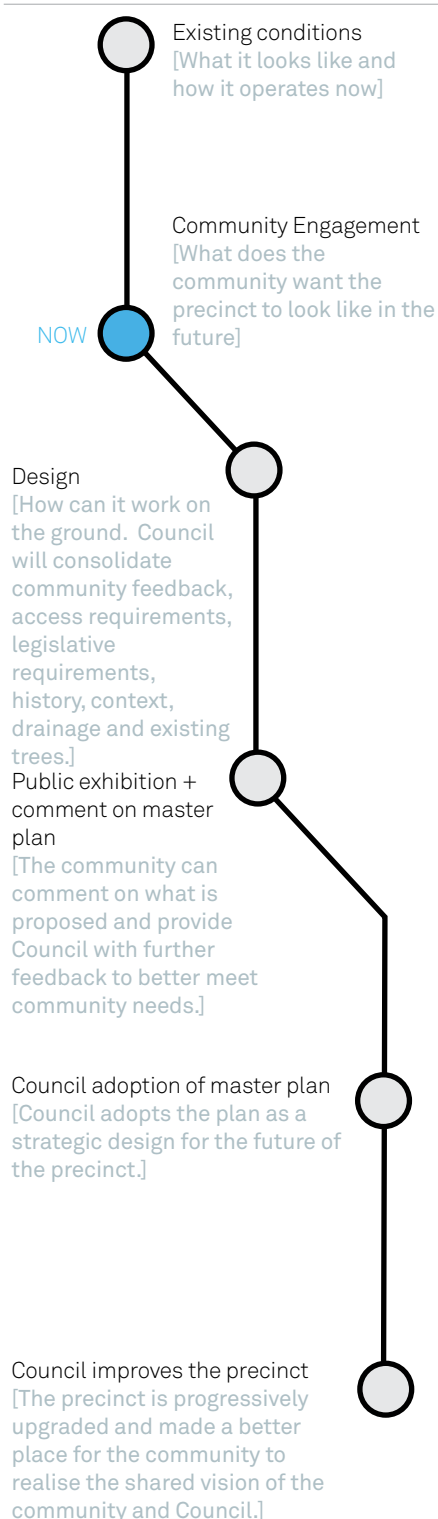 Existing conditions
[What it looks like and
how it operates now]
Community Engagement
[What does the
community want the
precinct to look like in the
future]
NOW
Design
[How can it work on
the ground.  Council
will consolidate
community feedback,
access requirements,
legislative
requirements,
history, context,
drainage and existing
trees.]
Public exhibition +
comment on master
plan
[The community can
comment on what is
proposed and provide
Council with further
feedback to better meet
community needs.]
Council adoption of master plan
[Council adopts the plan as a
strategic design for the future of
the precinct.]
Council improves the precinct
[The precinct is progressively
upgraded and made a better
place for the community to
realise the shared vision of the
community and Council.]